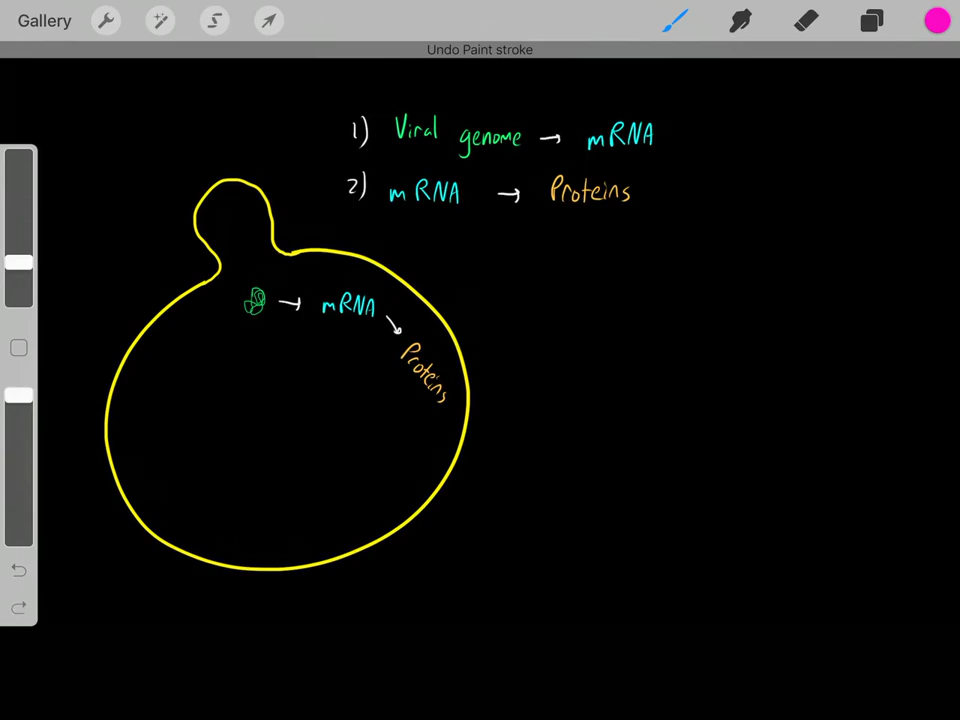 Gallery
Undo Paint stroke
1) Viral genome → mRNA
2) mRNA → Proteins
→ mRNA
→ Proteins